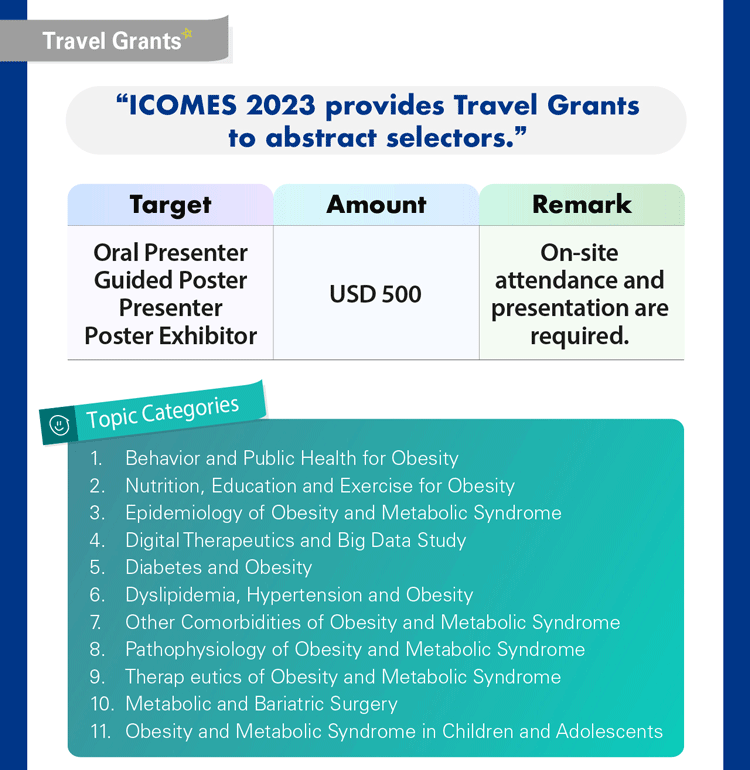 Travel Grants
“ICOMES 2023 provides Travel Grants
to abstract selectors.”
Target Amount Remark
Oral Presenter
Guided Poster
Presenter
Poster Exhibitor
USD 500
On-site
attendance and
presentation are
required.
Topic Categories
1. Behavior and Public Health for Obesity
2. Nutrition, Education and Exercise for Obesity
3. Epidemiology of Obesity and Metabolic Syndrome
4. Digital Therapeutics and Big Data Study
5. Diabetes and Obesity
6. Dyslipidemia, Hypertension and Obesity
7. Other Comorbidities of Obesity and Metabolic Syndrome
8. Pathophysiology of Obesity and Metabolic Syndrome
9. Therap eutics of Obesity and Metabolic Syndrome
10. Metabolic and Bariatric Surgery
11. Obesity and Metabolic Syndrome in Children and Adolescents